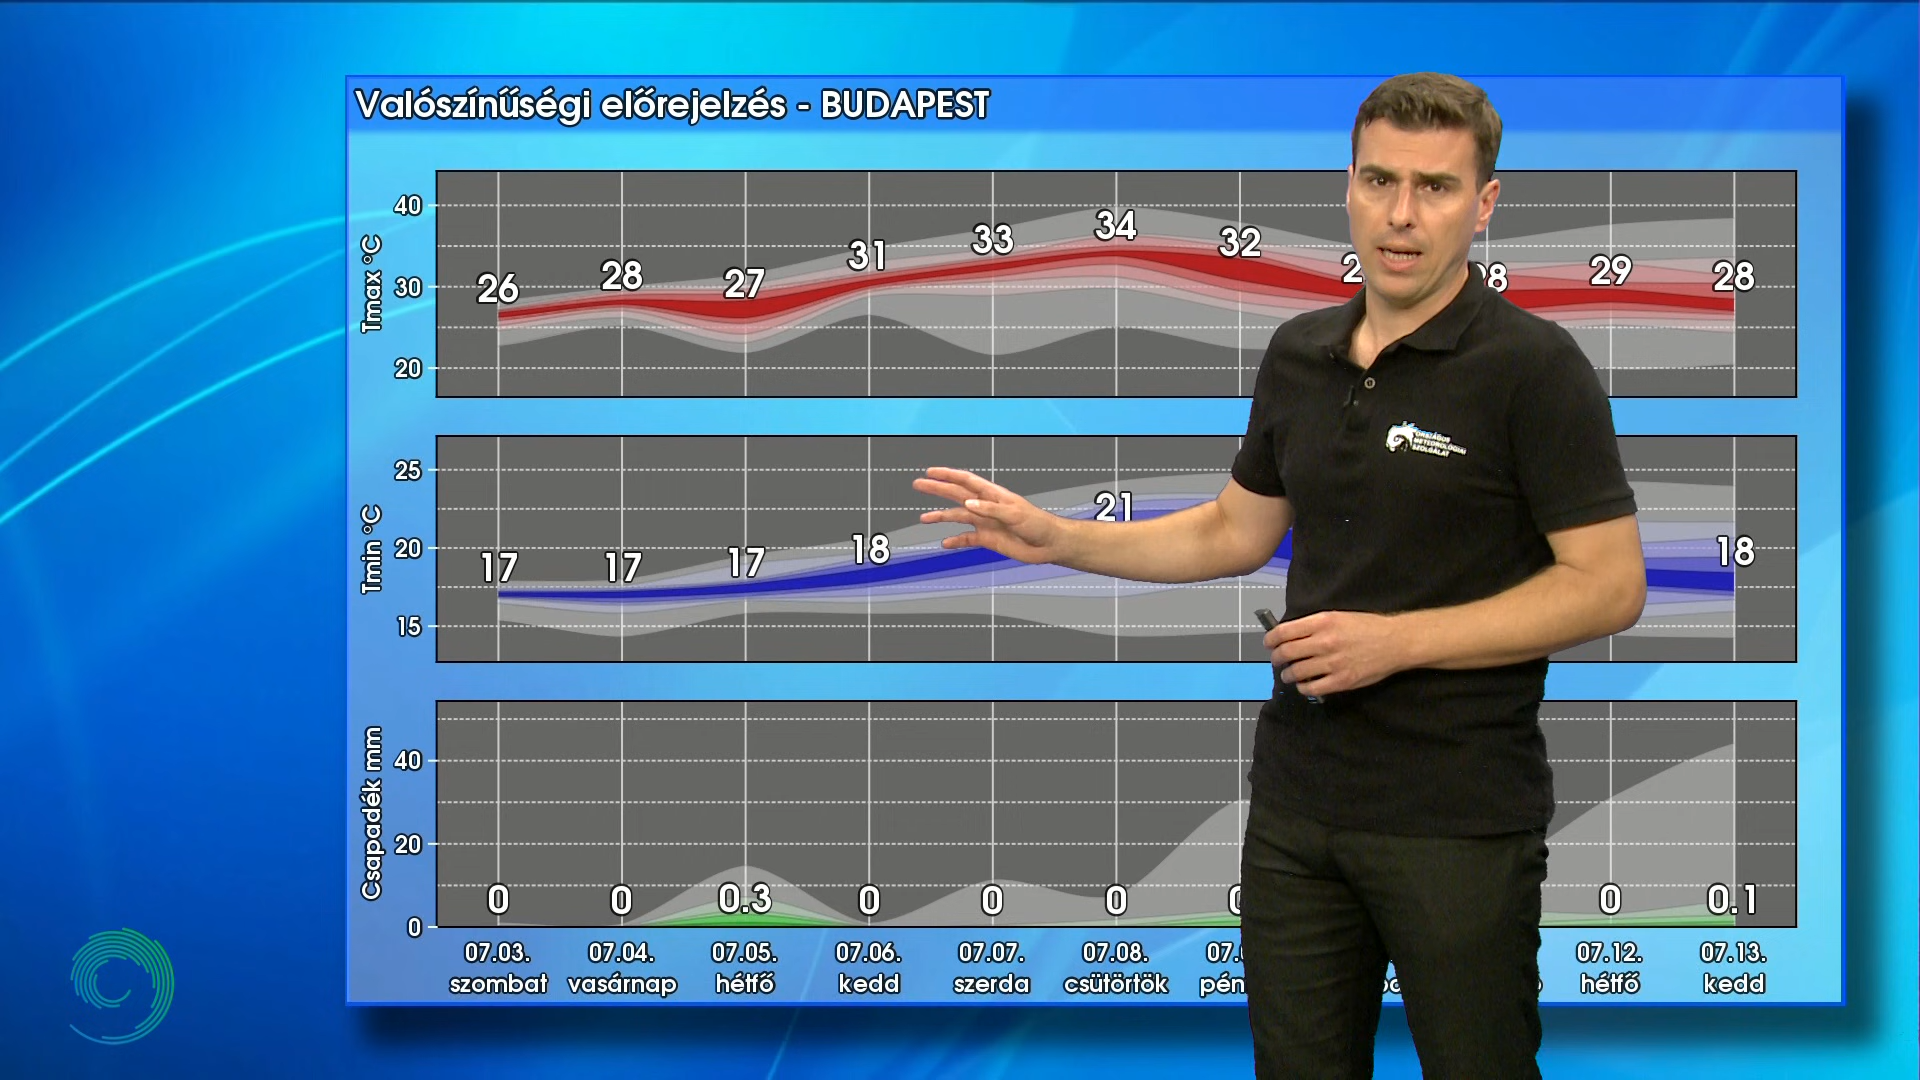 Valószínűségi előrejelzés - BUDAPEST
Tmax °C
40
30
20
26 28 27 31 33 34 32 29 28
Tmin °C
25
20
15
17 17 17 18 21 18
ORSZÁGOS
METEOROLÓGIAI
SZOLGÁLAT
Csapadék mm
40
20
0
0 0 0.3 0 0 0 0 0.1
07.03. 07.04. 07.05. 07.06. 07.07. 07.08. 07.12. 07.13.
szombat vasárnap hétfő kedd szerda csütörtök hétfő kedd